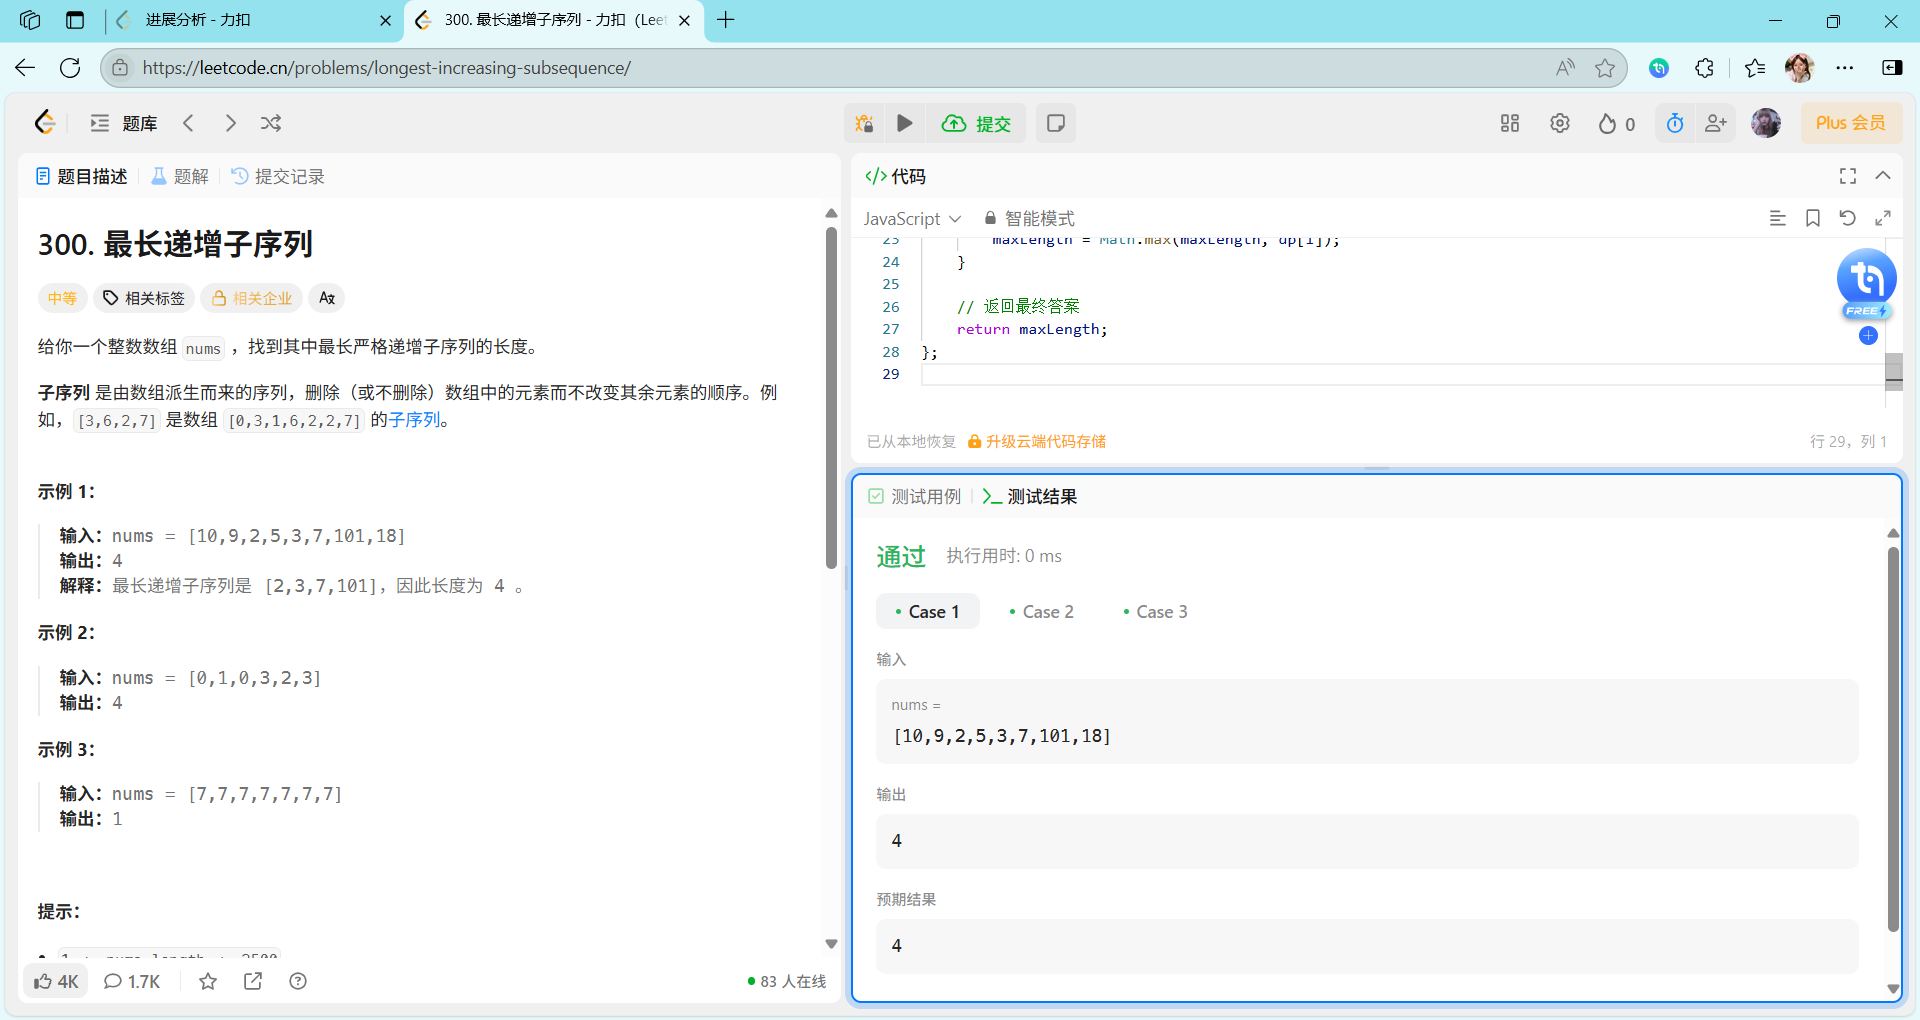 进展分析 - 力扣
300. 最长递增子序列 - 力扣 (Leet
https://leetcode.cn/problems/longest-increasing-subsequence/
题库
提交
0
Plus 会员
题目描述
题解
提交记录
300. 最长递增子序列
中等
相关标签
相关企业
给你一个整数数组 nums ，找到其中最长严格递增子序列的长度。
子序列 是由数组派生而来的序列，删除（或不删除）数组中的元素而不改变其余元素的顺序。例
如，[3,6,2,7] 是数组 [0,3,1,6,2,2,7] 的子序列。
示例 1：
输入：nums = [10,9,2,5,3,7,101,18]
输出：4
解释：最长递增子序列是 [2,3,7,101]，因此长度为 4 。
示例 2：
输入：nums = [0,1,0,3,2,3]
输出：4
示例 3：
输入：nums = [7,7,7,7,7,7,7]
输出：1
提示：
4K
1.7K
83 人在线
</> 代码
JavaScript
智能模式
23 maxLength = Math.max(maxLength, dp[i]);
24 }
25
26 // 返回最终答案
27 return maxLength;
28 };
29
FREE
已从本地恢复
升级云端代码存储
行 29，列 1
测试用例
测试结果
通过
执行用时: 0 ms
Case 1
Case 2
Case 3
输入
nums =
[10,9,2,5,3,7,101,18]
输出
4
预期结果
4